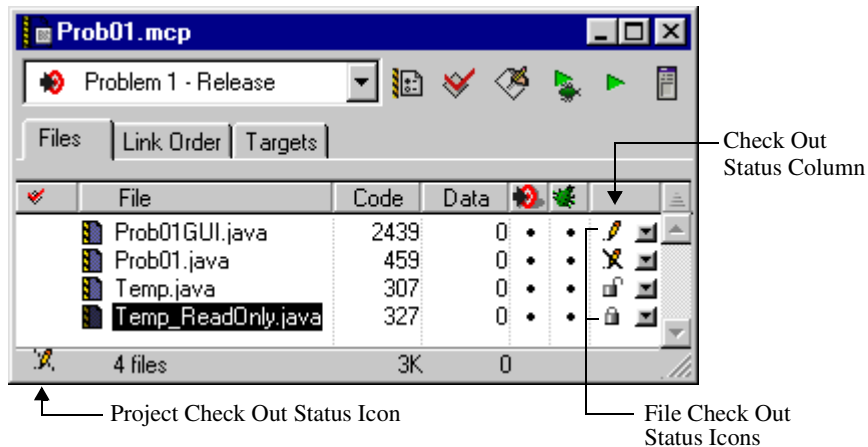 Prob01.mcp
Problem 1 - Release
Files Link Order Targets
Check Out
Status Column
File Code Data
Prob01GUI.java 2439 0
Prob01.java 459 0
Temp.java 307 0
Temp_ReadOnly.java 327 0
4 files 3K 0
Project Check Out Status Icon
File Check Out
Status Icons